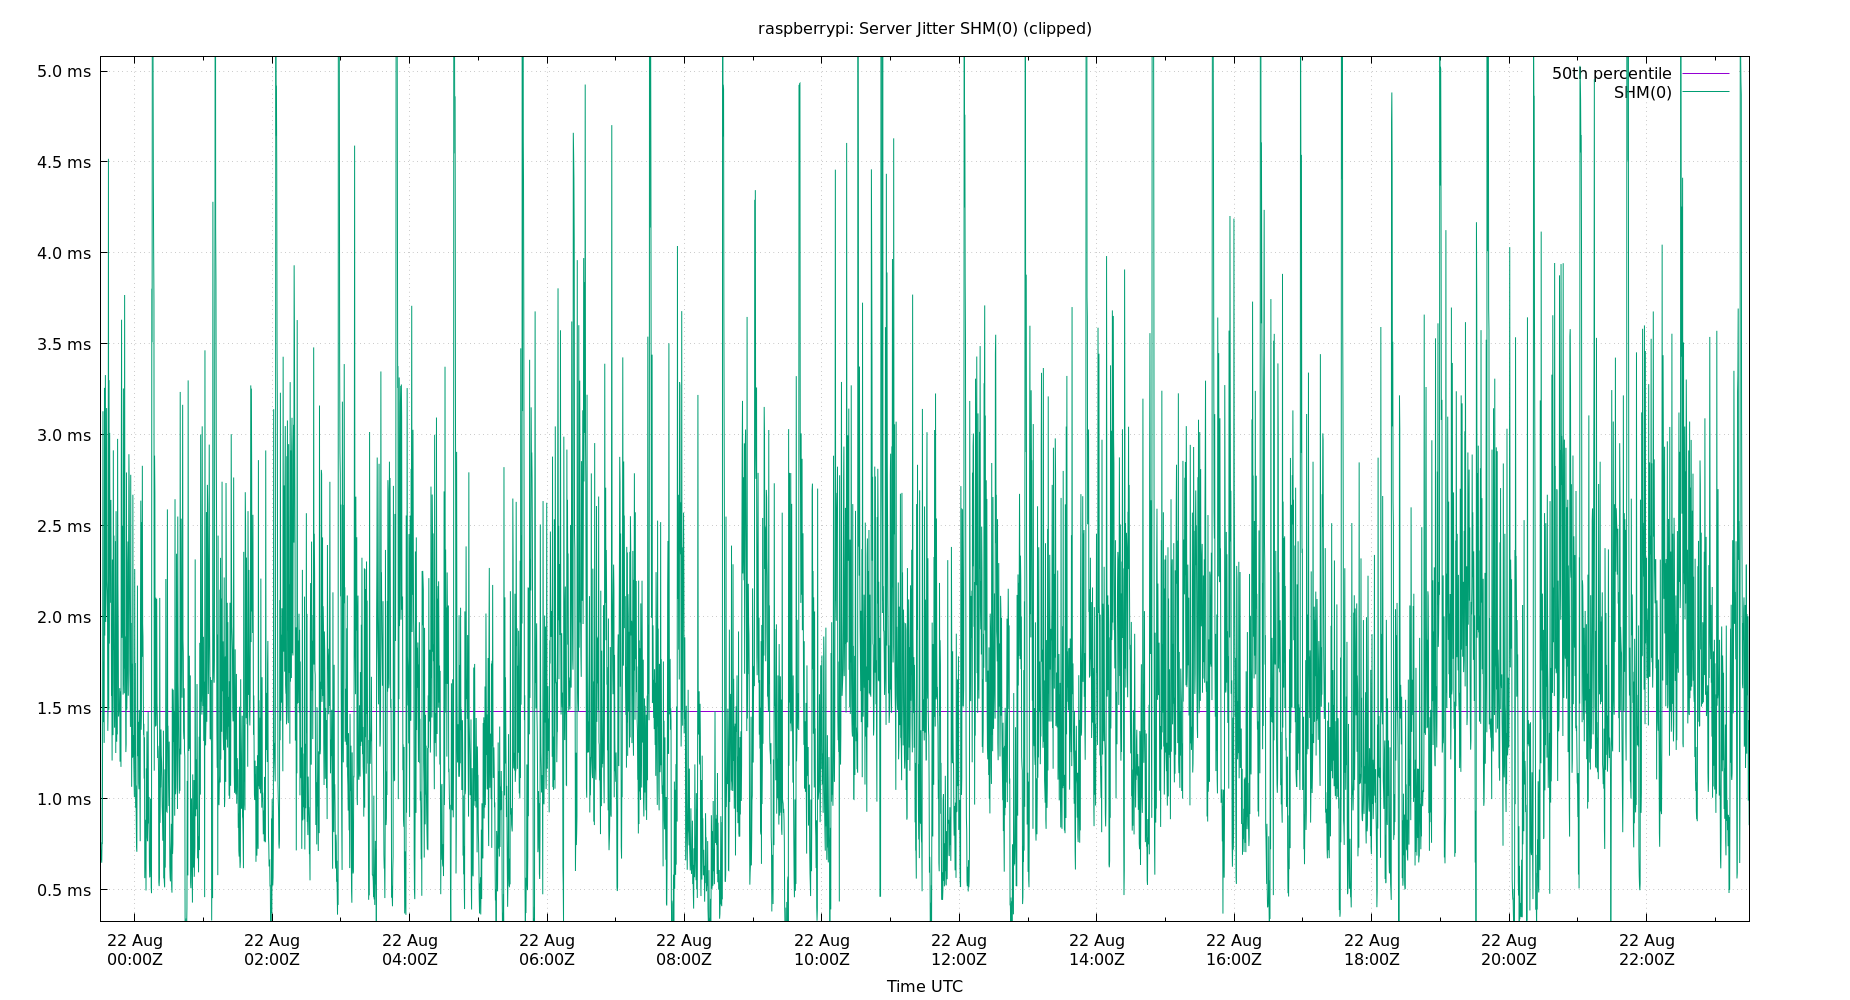 raspberrypi: Server Jitter SHM(0) (clipped)
5.0 ms
4.5 ms
4.0 ms
3.5 ms
3.0 ms
2.5 ms
2.0 ms
1.5 ms
1.0 ms
0.5 ms
50th percentile
SHM(0)
22 Aug 22 Aug 22 Aug 22 Aug 22 Aug 22 Aug 22 Aug 22 Aug 22 Aug 22 Aug 22 Aug 22 Aug
00:00Z 02:00Z 04:00Z 06:00Z 08:00Z 10:00Z 12:00Z 14:00Z 16:00Z 18:00Z 20:00Z 22:00Z
Time UTC